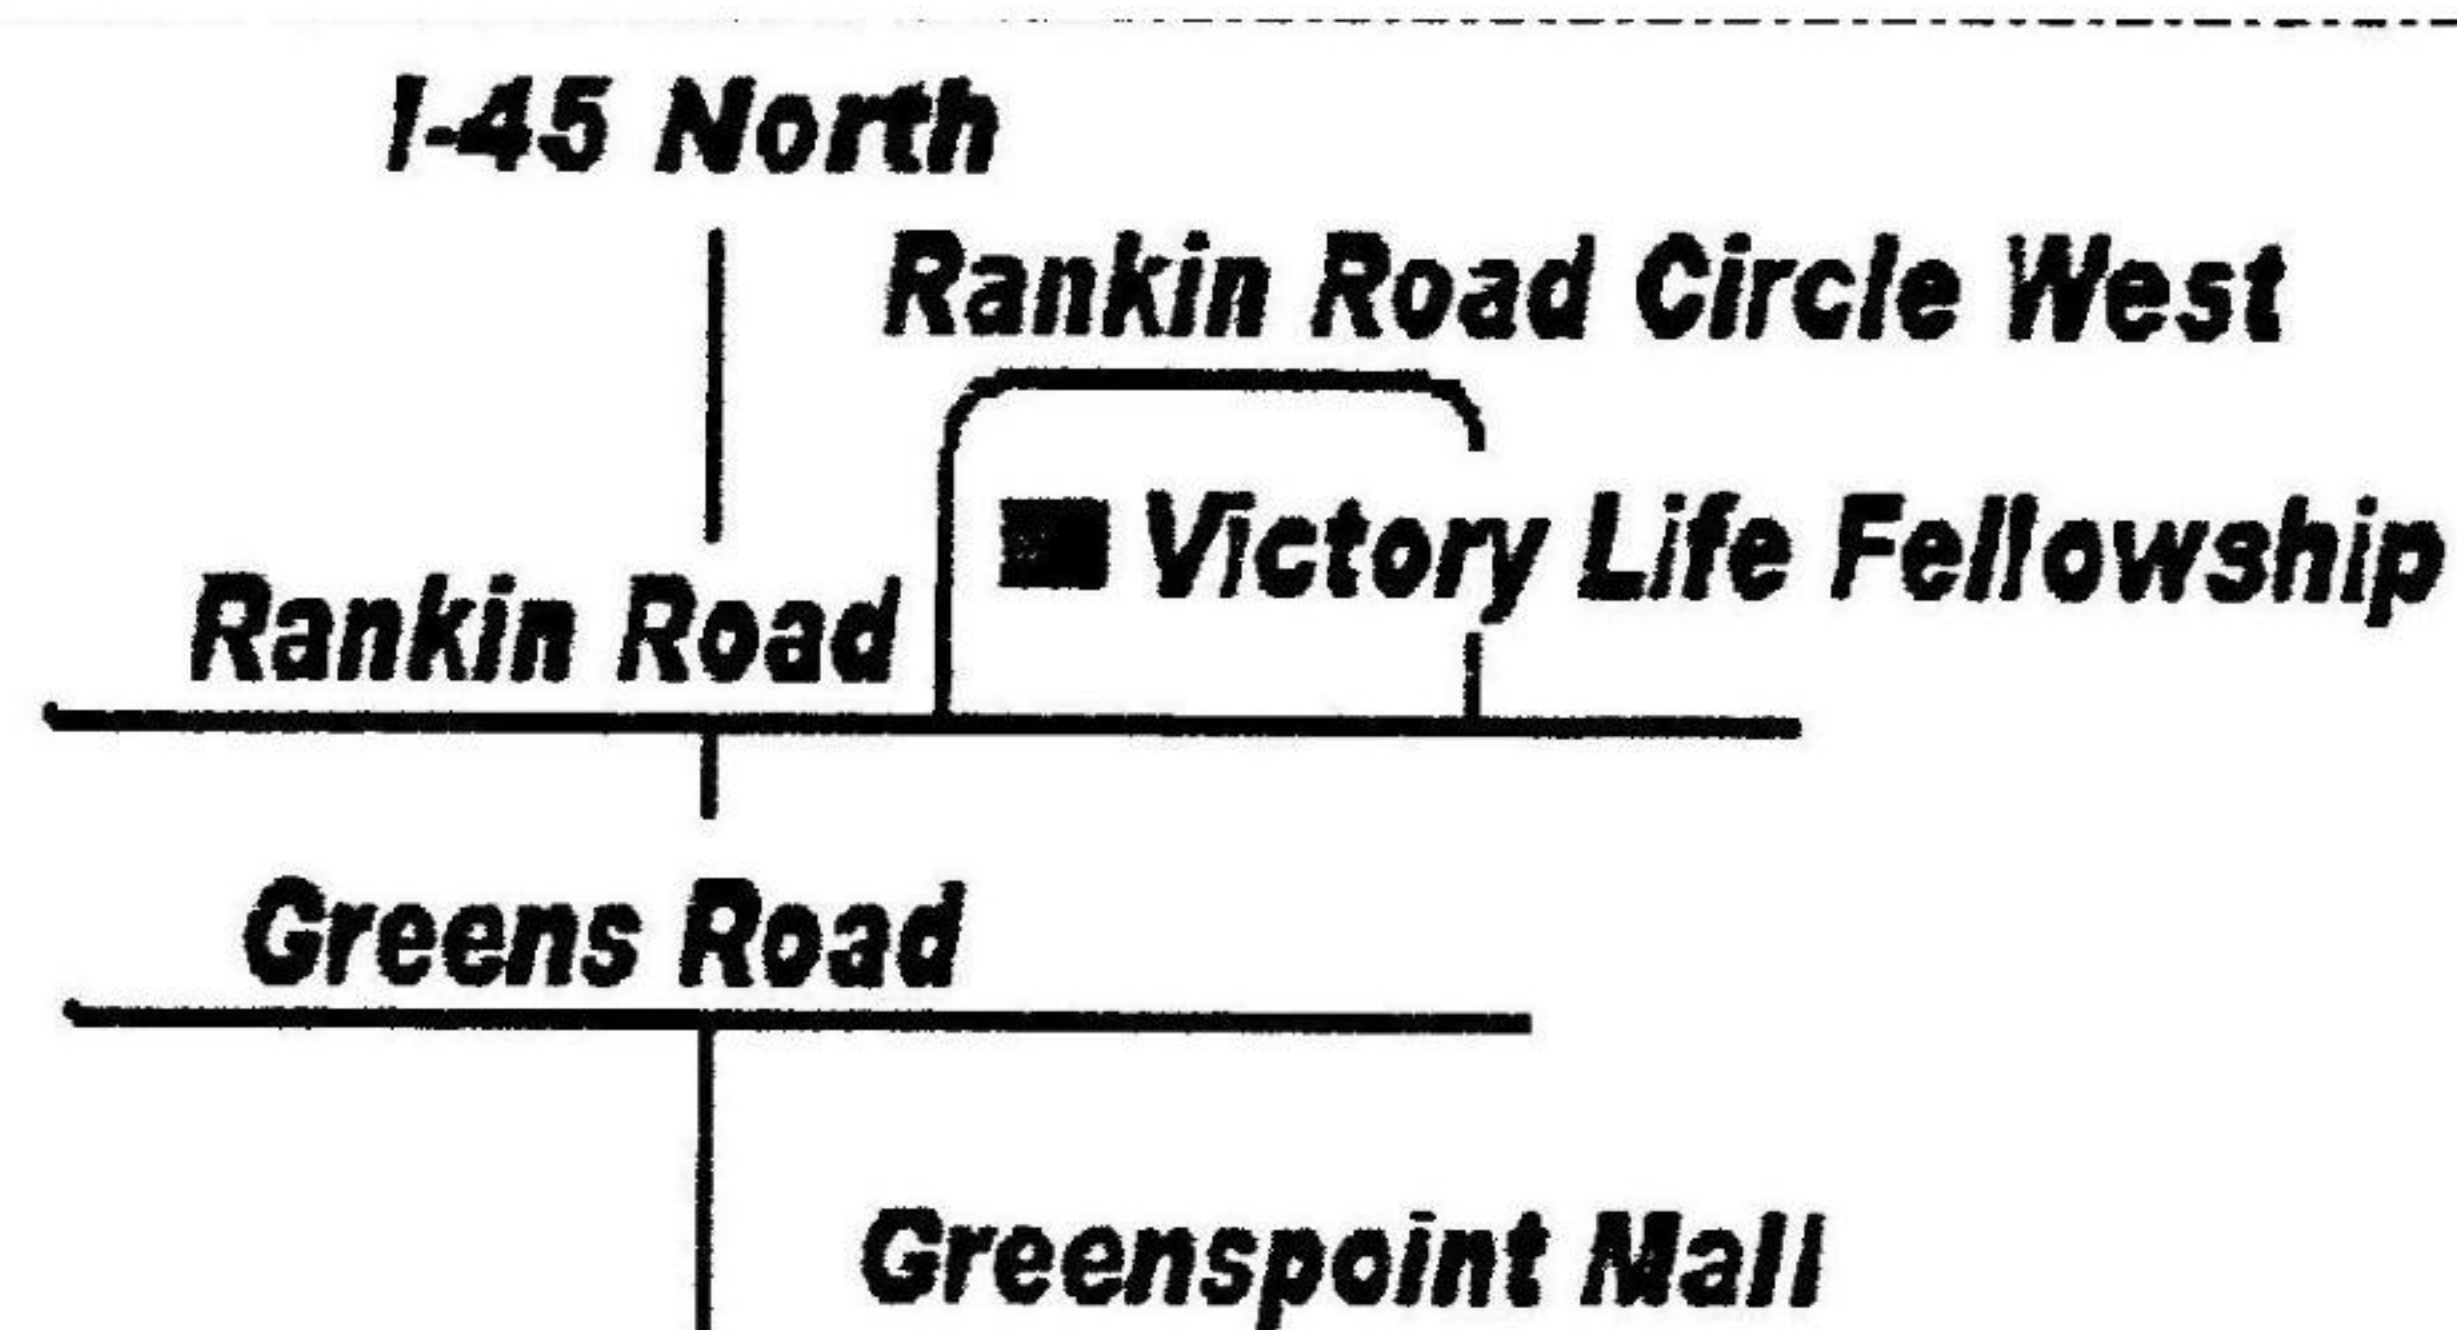 I-45 North
Rankin Road Circle West
Victory Life Fellowship
Rankin Road
Greens Road
Greenspoint Mall